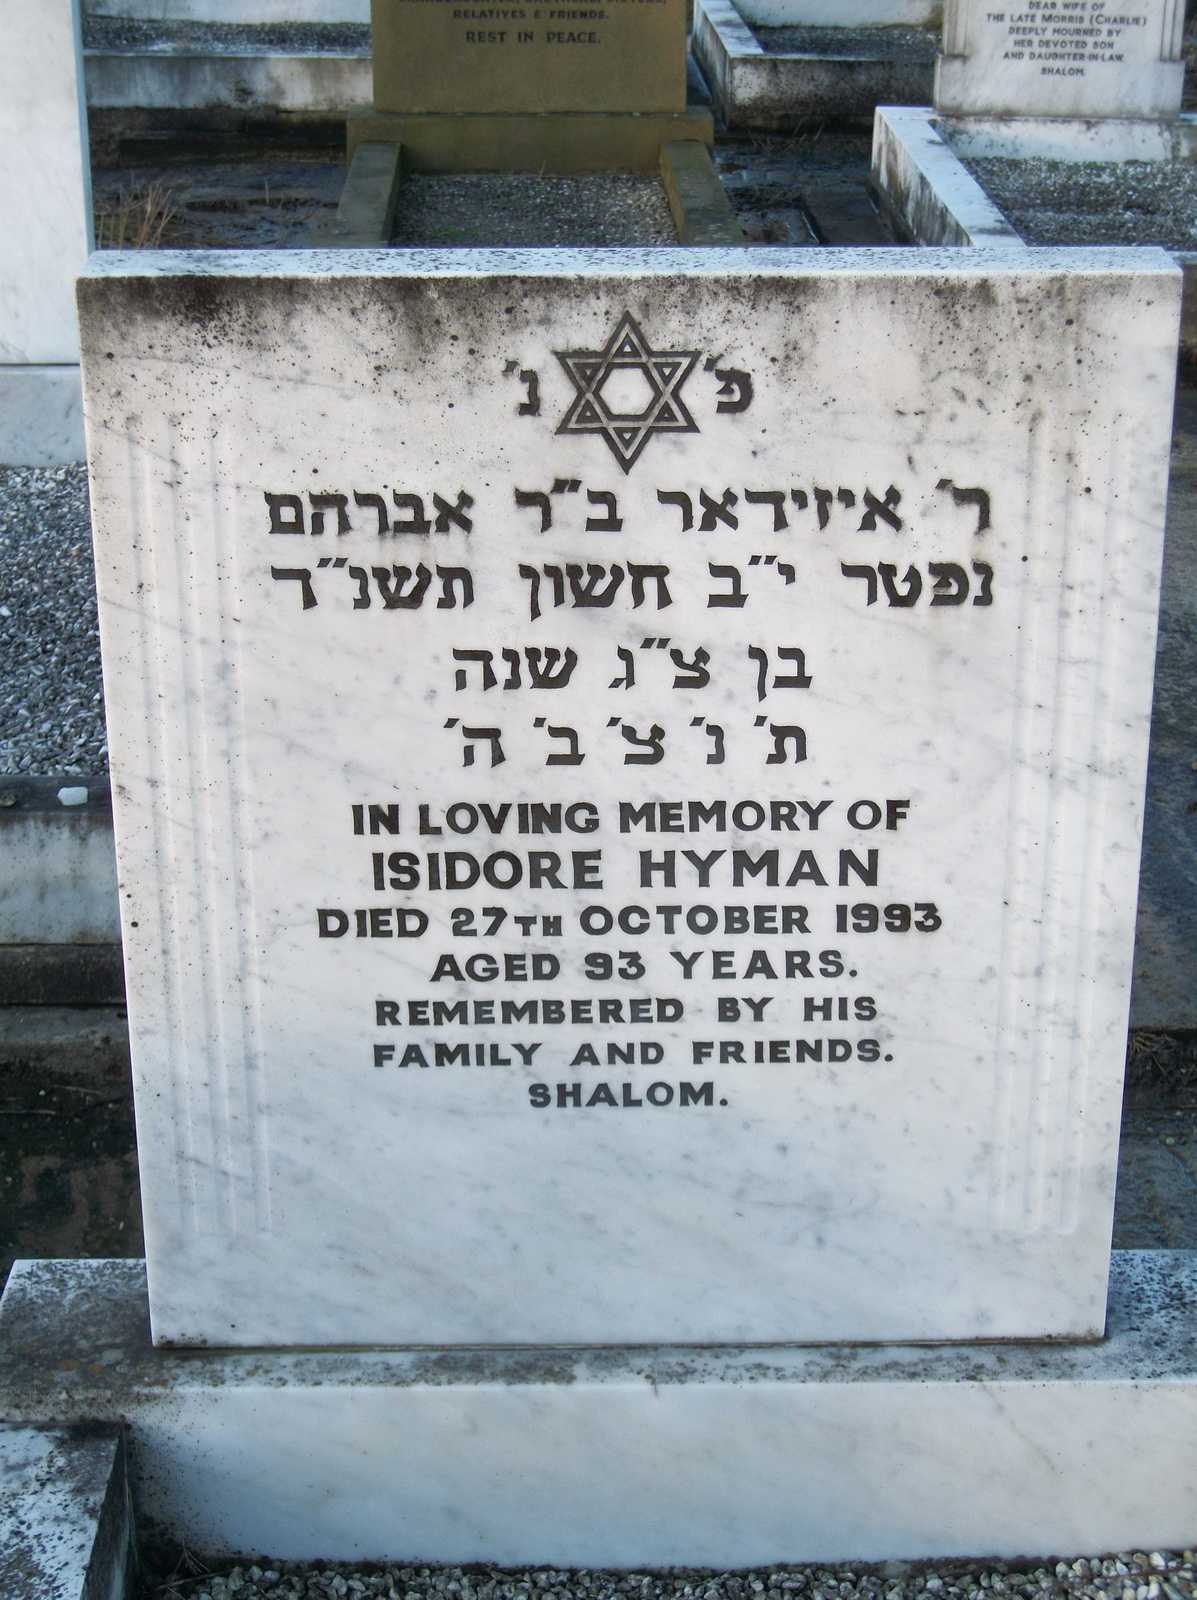 RELATIVES & FRIENDS.
REST IN PEACE.
DEAR WIFE OF
THE LATE MORRIS (CHARLIE)
DEEPLY MOURNED BY
HER DEVOTED SON
AND DAUGHTER-IN-LAW.
SHALOM.
פ׳ נ׳
ר׳ איזידאר ב״ר אברהם
נפטר י״ב חשון תשנ״ד
בן צ״ג שנה
ת׳ נ׳ צ׳ ב׳ ה׳
IN LOVING MEMORY OF
ISIDORE HYMAN
DIED 27TH OCTOBER 1993
AGED 93 YEARS.
REMEMBERED BY HIS
FAMILY AND FRIENDS.
SHALOM.